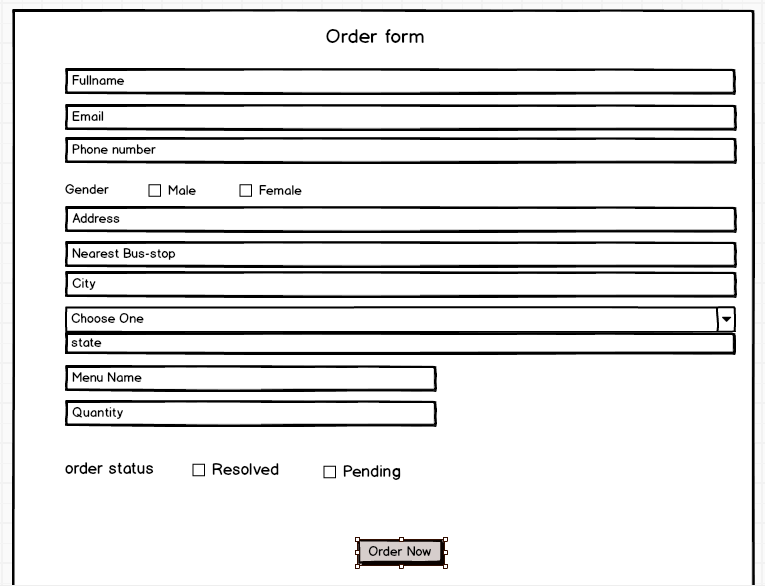 Order form
Fullname
Email
Phone number
Gender Male Female
Address
Nearest Bus-stop
City
Choose One
state
Menu Name
Quantity
order status Resolved Pending
Order Now